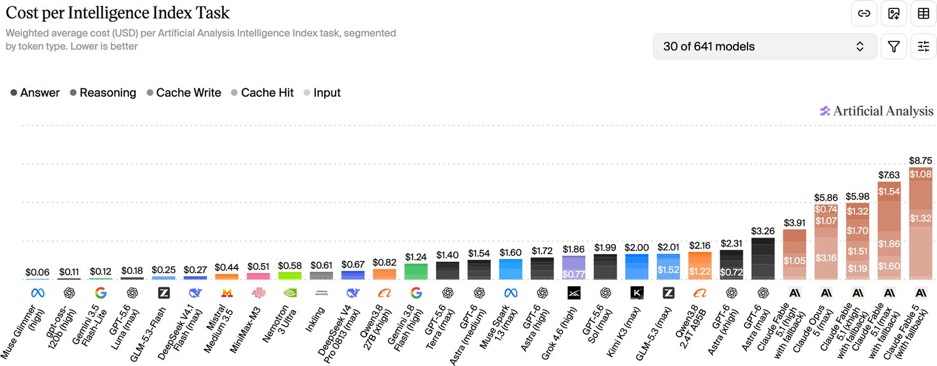 Cost per Intelligence Index Task
Weighted average cost (USD) per Artificial Analysis Intelligence Index task, segmented
by token type. Lower is better
30 of 641 models
Answer Reasoning Cache Write Cache Hit Input
Artificial Analysis
$0.06 $0.11 $0.12 $0.18 $0.25 $0.27 $0.44 $0.51 $0.58 $0.61 $0.67 $0.82 $1.24 $1.40 $1.54 $1.60 $1.72 $1.86 $1.99 $2.00 $2.01 $2.16 $2.31 $3.26 $3.91 $5.86 $5.98 $7.63 $8.75
$0.77
$1.52
$1.22
$0.72
$1.05
$0.74
$1.07
$3.16
$1.32
$1.70
$1.51
$1.19
$1.54
$1.86
$1.60
$1.08
$1.32
Muse Glimmer
(high)
gpt-oss-
120b (high)
Gemini 3.5
Flash-Lite
GPT-5.6
Luna (max)
GLM-5.3-Flash
DeepSeek V4.1
Flash (max)
Mistral
Medium 3.5
MiniMax-M3
Nemotron
3 Ultra
Inkling
DeepSeek V4
Pro 0813 (max)
Qwen3.8
27B (xhigh)
Gemini 3.8
Flash (high)
GPT-5.6
Terra (max)
GPT-6
Astra (medium)
Muse Spark
1.3 (max)
GPT-6
Astra (high)
Grok 4.6 (high)
GPT-5.6
Sol (max)
Kimi K3 (max)
GLM-5.3 (max)
Qwen3.8
2.4T A95B
GPT-6
Astra (xhigh)
GPT-6
Astra (max)
Claude Fable
5.1 (high
with fallback)
Claude Opus
5 (max)
Claude Fable
5.1 (xhigh
with fallback)
Claude Fable
5.1 (max
with fallback)
Claude Fable 5
(with fallback)